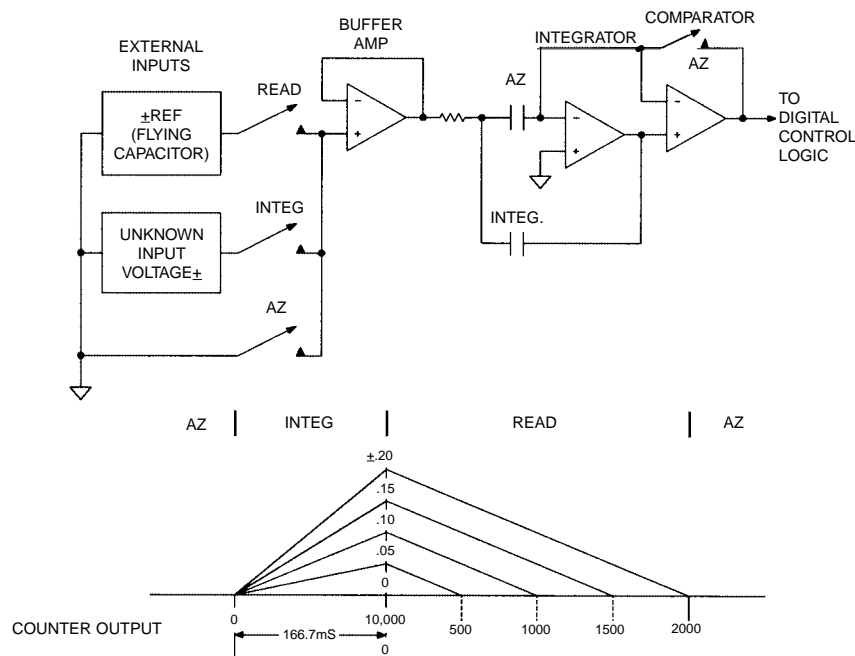 EXTERNAL
INPUTS
±REF
(FLYING
CAPACITOR)
UNKNOWN
INPUT
VOLTAGE±
READ
INTEG
AZ
BUFFER
AMP
-
+
AZ
INTEG.
INTEGRATOR
-
+
COMPARATOR
AZ
-
+
TO
DIGITAL
CONTROL
LOGIC
AZ
INTEG
READ
AZ
±.20
.15
.10
.05
0
0
10,000
500
1000
1500
2000
COUNTER OUTPUT
166.7mS
0